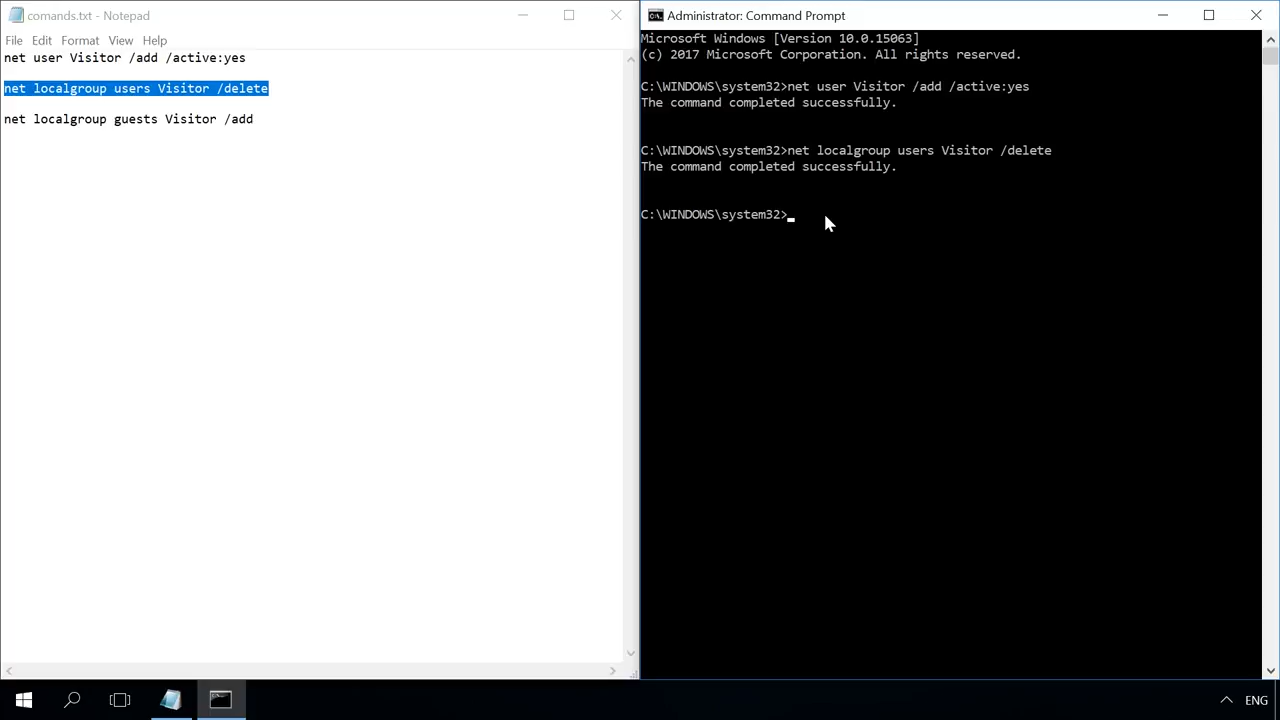 comands.txt - Notepad
File Edit Format View Help
net user Visitor /add /active:yes
net localgroup users Visitor /delete
net localgroup guests Visitor /add
Administrator: Command Prompt
Microsoft Windows [Version 10.0.15063]
(c) 2017 Microsoft Corporation. All rights reserved.
C:\WINDOWS\system32>net user Visitor /add /active:yes
The command completed successfully.
C:\WINDOWS\system32>net localgroup users Visitor /delete
The command completed successfully.
C:\WINDOWS\system32>
ENG